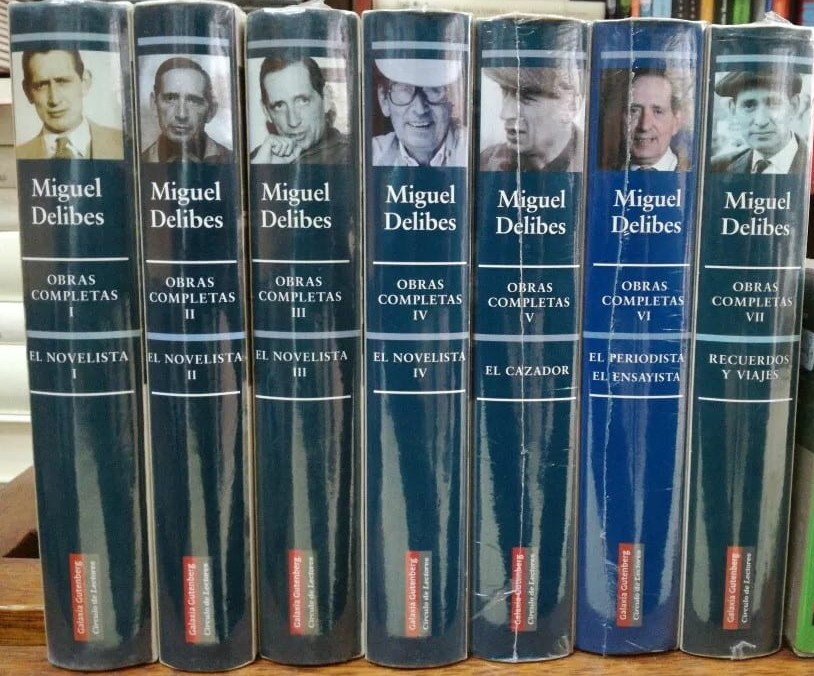 Miguel
Delibes
OBRAS
COMPLETAS
I
EL NOVELISTA
I
Galaxia Gutenberg
Círculo de Lectores
Miguel
Delibes
OBRAS
COMPLETAS
II
EL NOVELISTA
II
Galaxia Gutenberg
Círculo de Lectores
Miguel
Delibes
OBRAS
COMPLETAS
III
EL NOVELISTA
III
Galaxia Gutenberg
Círculo de Lectores
Miguel
Delibes
OBRAS
COMPLETAS
IV
EL NOVELISTA
IV
Galaxia Gutenberg
Círculo de Lectores
Miguel
Delibes
OBRAS
COMPLETAS
V
EL CAZADOR
Galaxia Gutenberg
Círculo de Lectores
Miguel
Delibes
OBRAS
COMPLETAS
VI
EL PERIODISTA
EL ENSAYISTA
Galaxia Gutenberg
Círculo de Lectores
Miguel
Delibes
OBRAS
COMPLETAS
VII
RECUERDOS
Y VIAJES
Galaxia Gutenberg
Círculo de Lectores